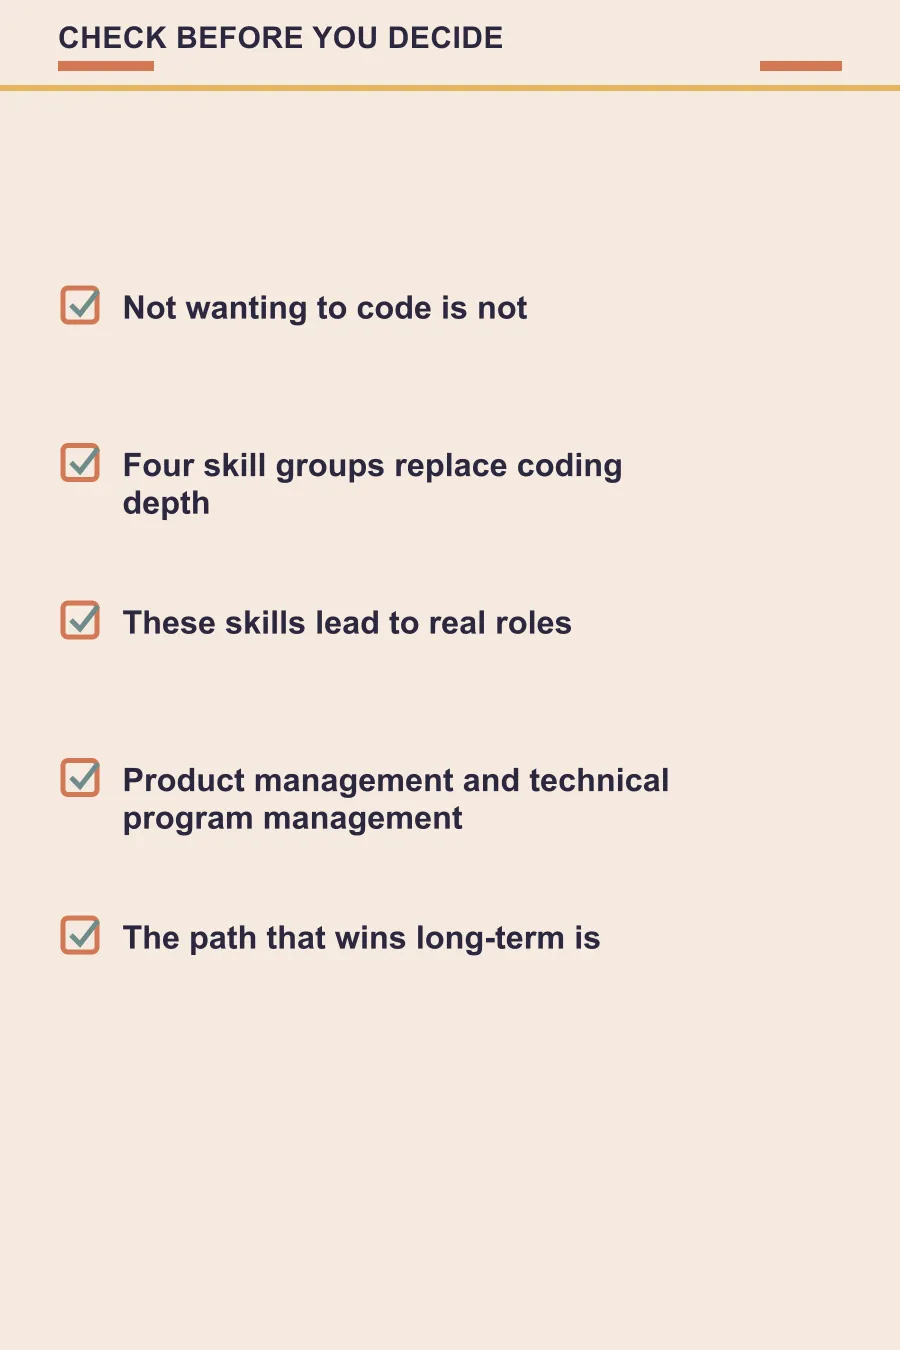 CHECK BEFORE YOU DECIDE
Not wanting to code is not
Four skill groups replace coding
depth
These skills lead to real roles
Product management and technical
program management
The path that wins long-term is